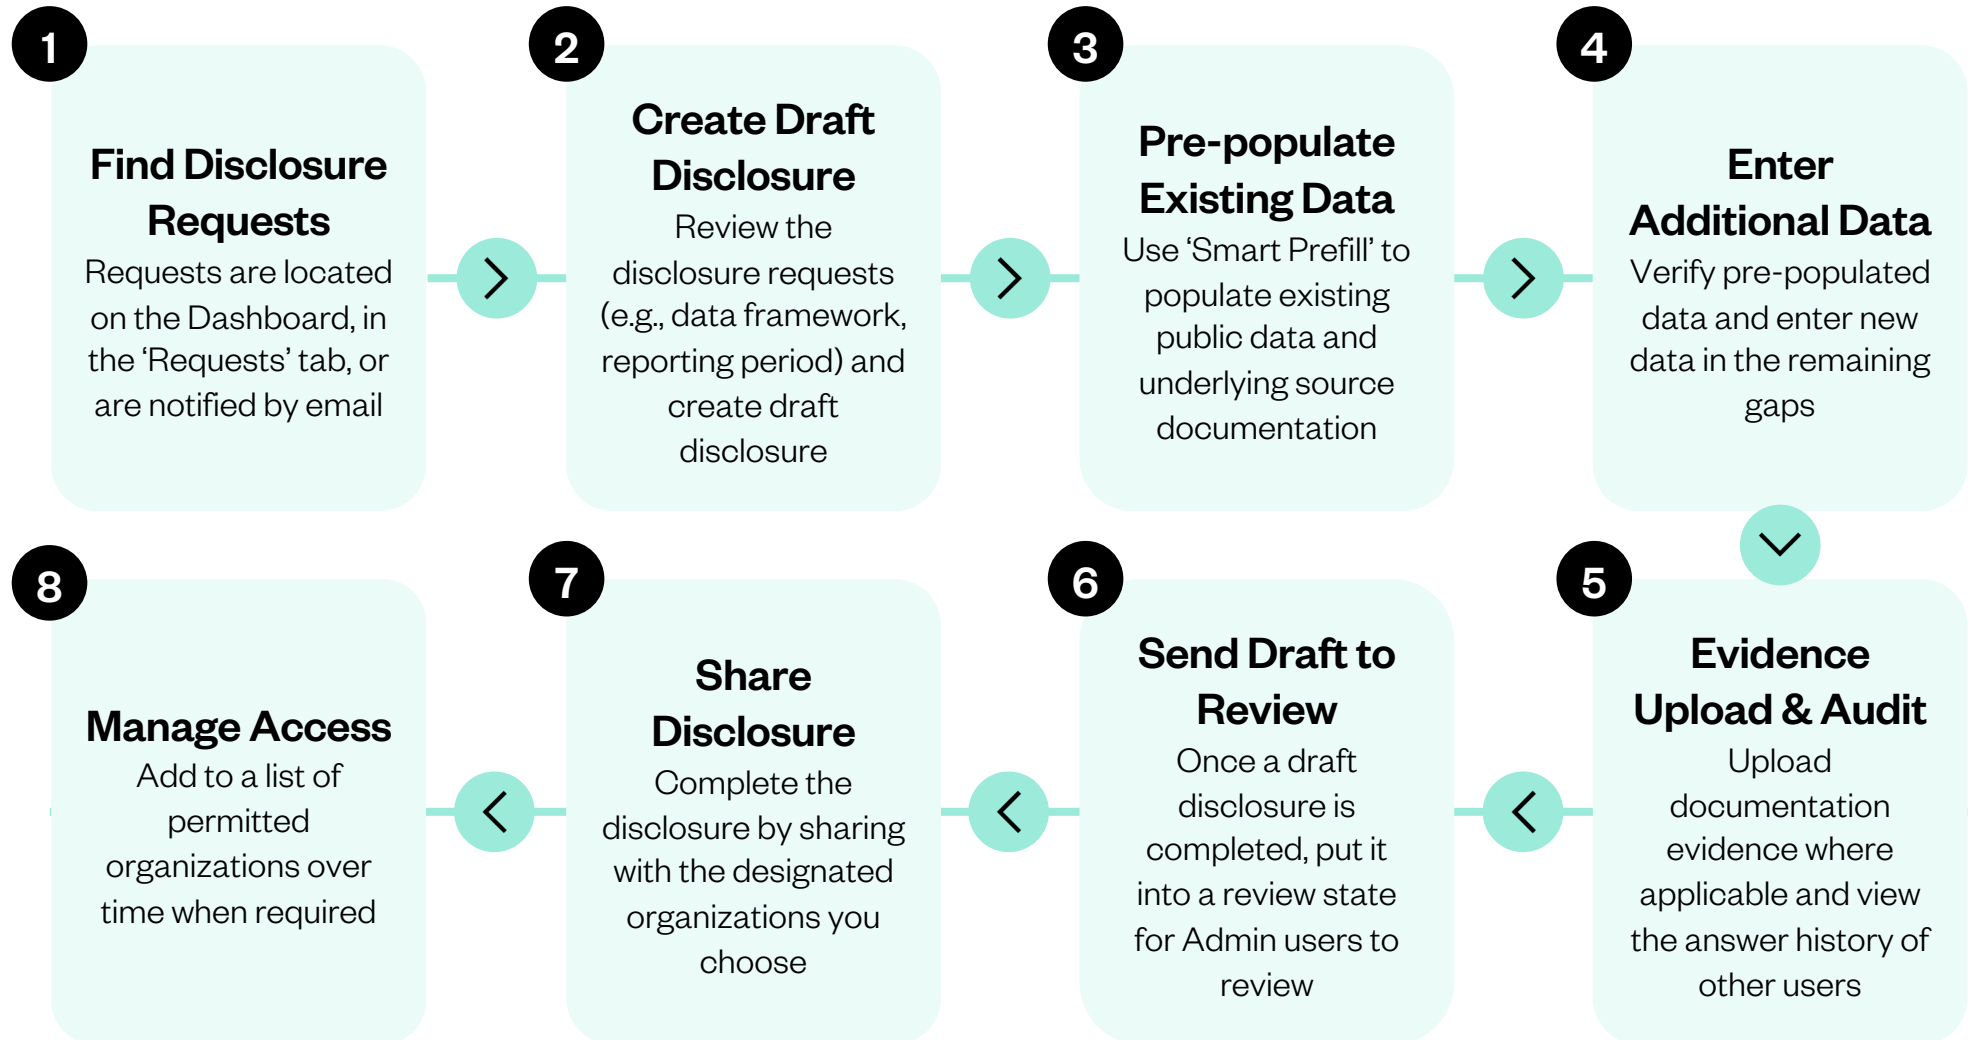 1
Find Disclosure
Requests
Requests are located
on the Dashboard, in
the ‘Requests’ tab, or
are notified by email
2
Create Draft
Disclosure
Review the
disclosure requests
(e.g., data framework,
reporting period) and
create draft
disclosure
3
Pre-populate
Existing Data
Use ‘Smart Prefill’ to
populate existing
public data and
underlying source
documentation
4
Enter
Additional Data
Verify pre-populated
data and enter new
data in the remaining
gaps
5
Evidence
Upload & Audit
Upload
documentation
evidence where
applicable and view
the answer history of
other users
6
Send Draft to
Review
Once a draft
disclosure is
completed, put it
into a review state
for Admin users to
review
7
Share
Disclosure
Complete the
disclosure by sharing
with the designated
organizations you
choose
8
Manage Access
Add to a list of
permitted
organizations over
time when required